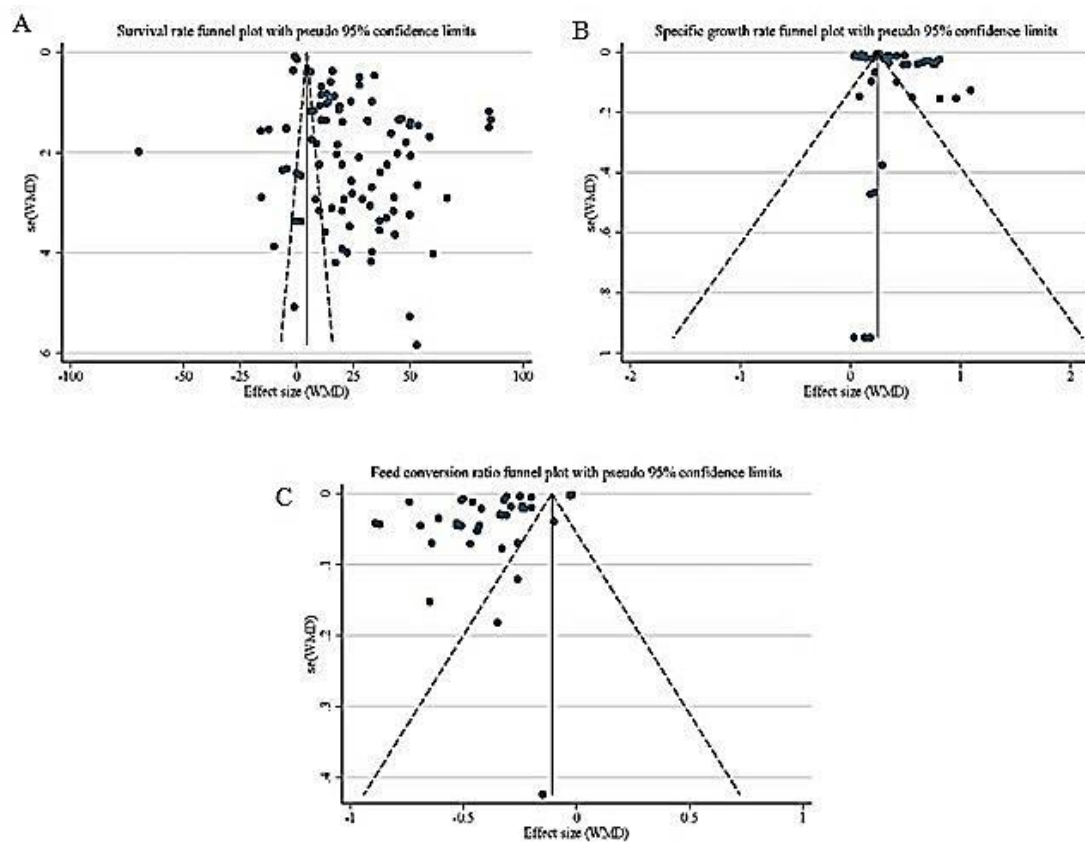 A
Survival rate funnel plot with pseudo 95% confidence limits
0
2
4
6
se(WMD)
-100
-50
0
50
100
Effect size (WMD)
B
Specific growth rate funnel plot with pseudo 95% confidence limits
0
.2
.4
.6
.8
1
se(WMD)
-2
-1
0
1
2
Effect size (WMD)
C
Feed conversion ratio funnel plot with pseudo 95% confidence limits
0
.1
.2
.3
.4
se(WMD)
-1
-0.5
0
0.5
1
Effect size (WMD)